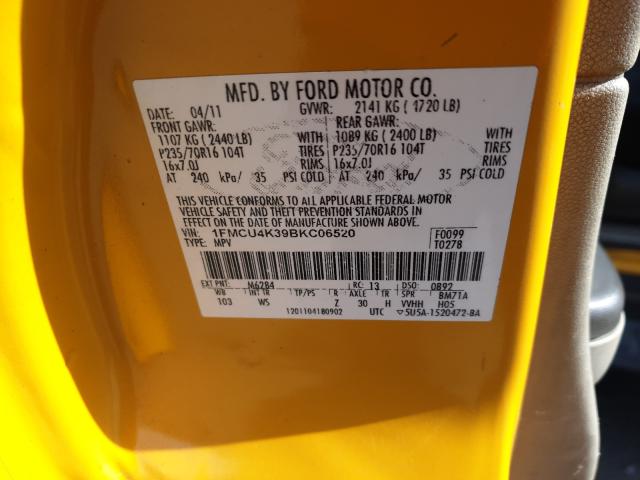 MFD. BY FORD MOTOR CO.
DATE: 04/11 GVWR: 2141 KG ( 4720 LB)
FRONT GAWR: REAR GAWR:
1107 KG ( 2440 LB) WITH 1089 KG ( 2400 LB) WITH
P235/70R16 104T TIRES P235/70R16 104T TIRES
16x7.0J RIMS 16x7.0J RIMS
AT 240 kPa/ 35 PSI COLD AT 240 kPa/ 35 PSI COLD
THIS VEHICLE CONFORMS TO ALL APPLICABLE FEDERAL MOTOR
VEHICLE SAFETY AND THEFT PREVENTION STANDARDS IN
EFFECT ON THE DATE OF MANUFACTURE SHOWN ABOVE.
VIN: 1FMCU4K39BKC06520 F0099
TYPE: MPV T0278
EXT PNT: M6284 RC: 13 DSO: 0892
WB INT TR TP/PS R AXLE TR SPR BM71A
103 WS Z 30 H VVHH H05
1201104180902 UTC ▽5U5A-1520472-BA